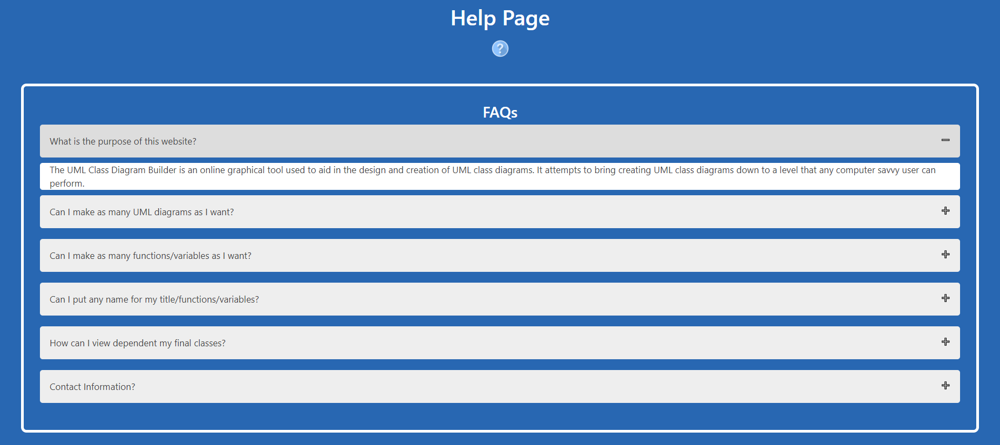 Help Page
?
FAQs
What is the purpose of this website?
The UML Class Diagram Builder is an online graphical tool used to aid in the design and creation of UML class diagrams. It attempts to bring creating UML class diagrams down to a level that any computer savvy user can
perform.
Can I make as many UML diagrams as I want?
Can I make as many functions/variables as I want?
Can I put any name for my title/functions/variables?
How can I view dependent my final classes?
Contact Information?